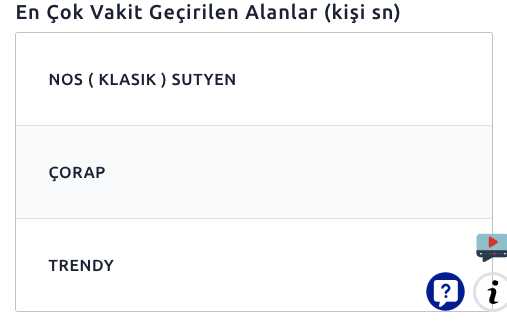 En Çok Vakit Geçirilen Alanlar (kişi sn)
NOS ( KLASIK ) SUTYEN
ÇORAP
TRENDY
?
i